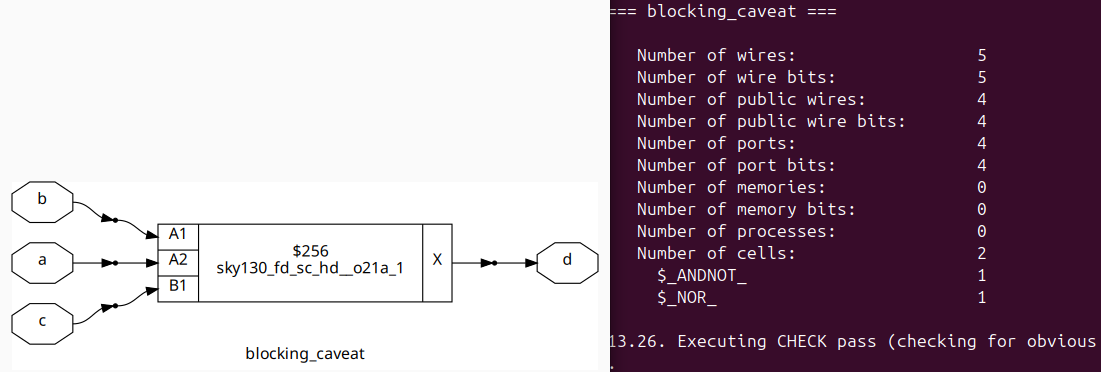 b
a
c
A1
A2
B1
$256
sky130_fd_sc_hd__o21a_1
X
d
blocking_caveat
=== blocking_caveat ===
Number of wires: 5
Number of wire bits: 5
Number of public wires: 4
Number of public wire bits: 4
Number of ports: 4
Number of port bits: 4
Number of memories: 0
Number of memory bits: 0
Number of processes: 0
Number of cells: 2
$_ANDNOT_ 1
$_NOR_ 1
13.26. Executing CHECK pass (checking for obvious
.